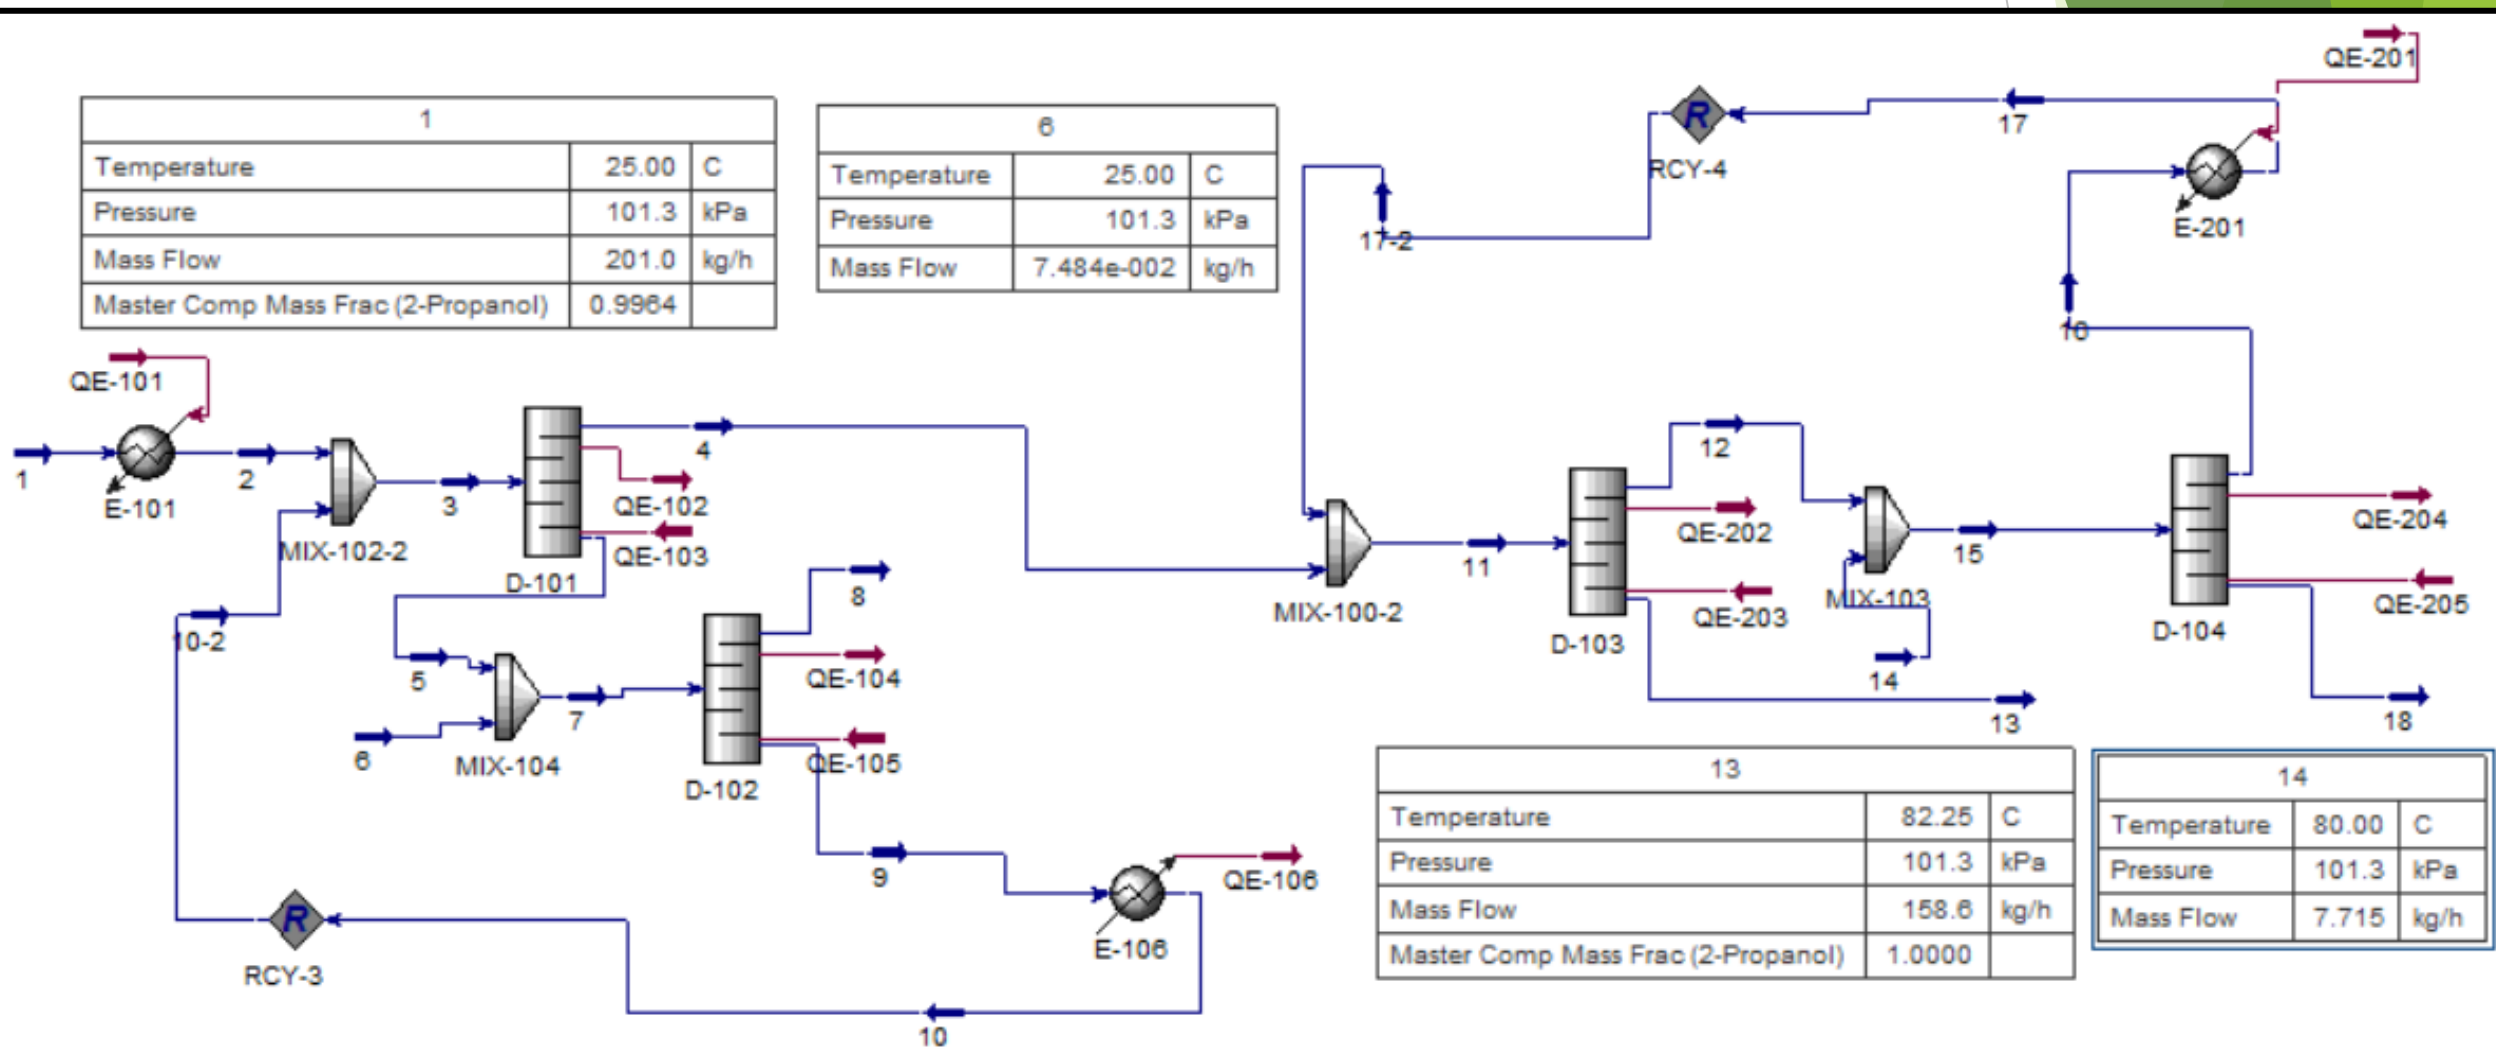 QE-201
1
Temperature 25.00 C
Pressure 101.3 kPa
Mass Flow 201.0 kg/h
Master Comp Mass Frac (2-Propanol) 0.9964
6
Temperature 25.00 C
Pressure 101.3 kPa
Mass Flow 7.484e-002 kg/h
17
R
RCY-4
17-2
E-201
10
QE-101
1
E-101
2
MIX-102-2
3
D-101
4
QE-102
QE-103
10-2
5
6
MIX-104
7
D-102
8
QE-104
QE-105
9
E-106
QE-106
10
R
RCY-3
MIX-100-2
11
D-103
12
QE-202
QE-203
13
MIX-103
14
15
D-104
QE-204
QE-205
18
13
Temperature 82.25 C
Pressure 101.3 kPa
Mass Flow 158.6 kg/h
Master Comp Mass Frac (2-Propanol) 1.0000
14
Temperature 80.00 C
Pressure 101.3 kPa
Mass Flow 7.715 kg/h